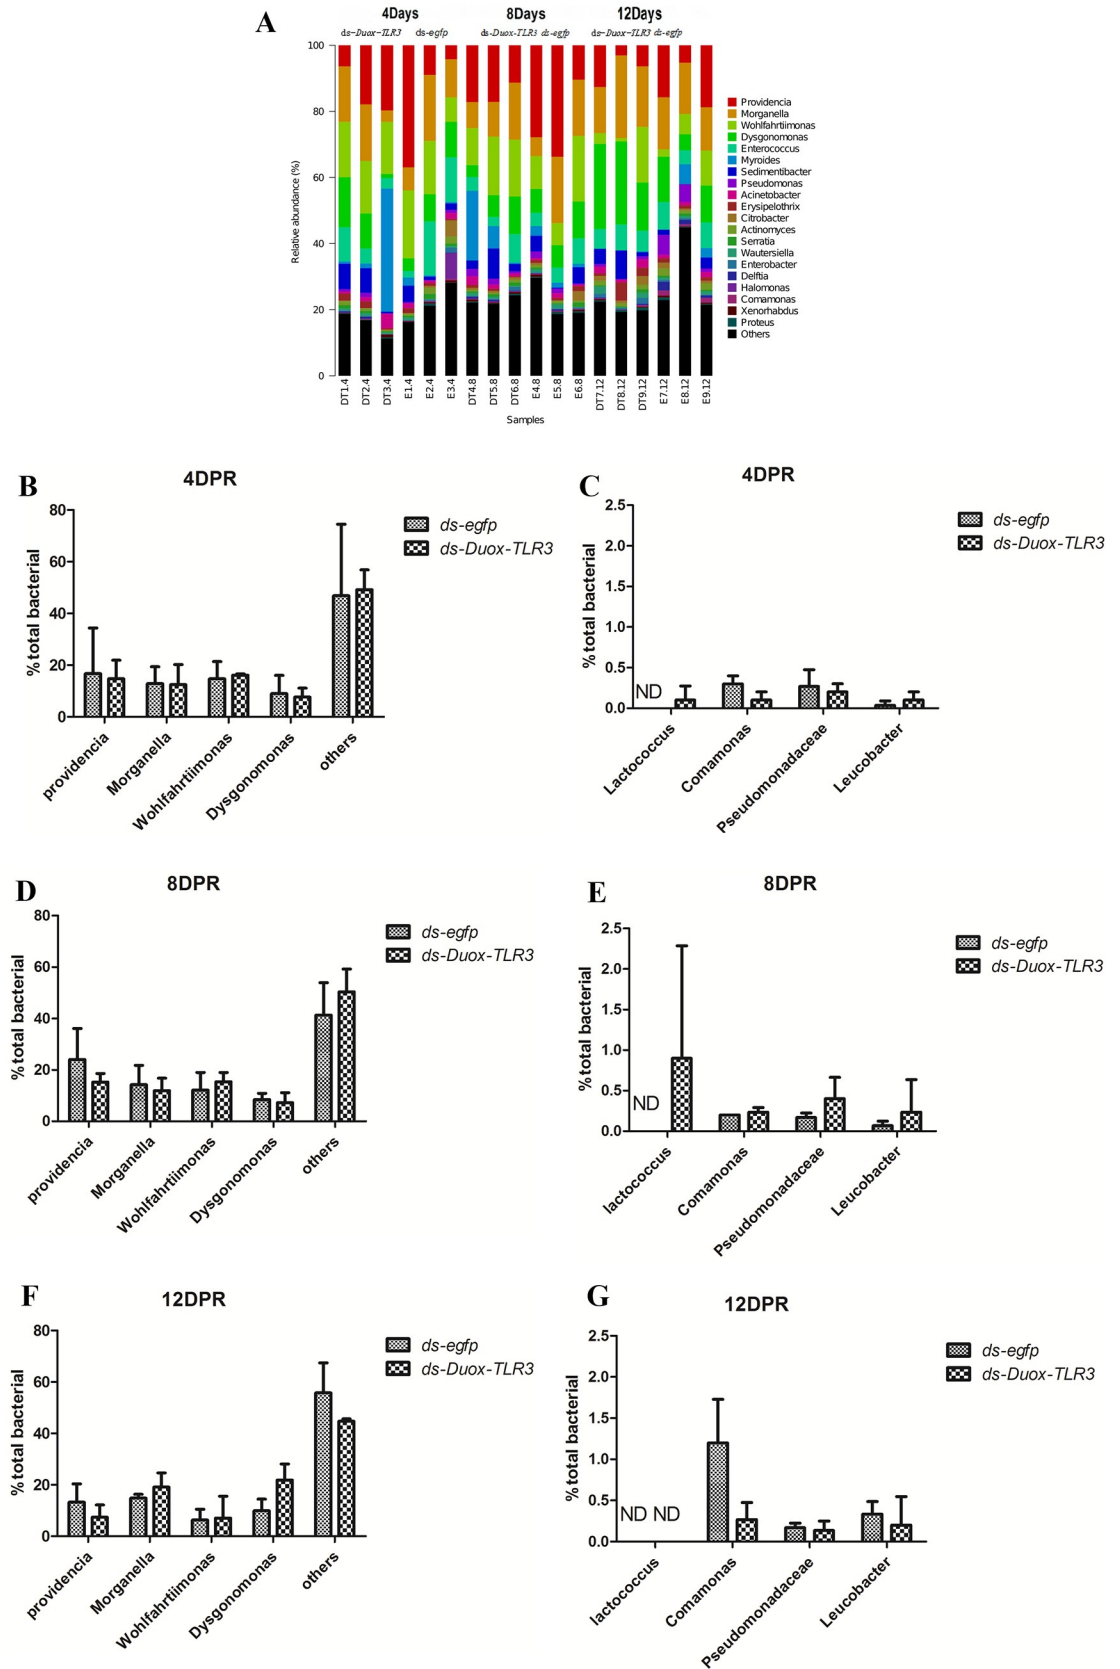 A
4Days 8Days 12Days
ds-Duox-TLR3 ds-egfp ds-Duox-TLR3 ds-egfp ds-Duox-TLR3 ds-egfp
100
80
60
40
20
0
Relative abundance (%)
DT1.4 DT2.4 DT3.4 E1.4 E2.4 E3.4 DT4.8 DT5.8 DT6.8 E4.8 E5.8 E6.8 DT7.12 DT8.12 DT9.12 E7.12 E8.12 E9.12
Samples
Providencia
Morganella
Wohlfahrtiimonas
Dysgonomonas
Enterococcus
Myroides
Sedimentibacter
Pseudomonas
Acinetobacter
Erysipelothrix
Citrobacter
Actinomyces
Serratia
Wautersiella
Enterobacter
Delftia
Halomonas
Comamonas
Xenorhabdus
Proteus
Others
B
4DPR
80
60
40
20
0
% total bacterial
ds-egfp
ds-Duox-TLR3
providencia
Morganella
Wohlfahrtiimonas
Dysgonomonas
others
C
4DPR
2.5
2.0
1.5
1.0
0.5
0.0
% total bacterial
ND
ds-egfp
ds-Duox-TLR3
Lactococcus
Comamonas
Pseudomonadaceae
Leucobacter
D
8DPR
80
60
40
20
0
% total bacterial
ds-egfp
ds-Duox-TLR3
providencia
Morganella
Wohlfahrtiimonas
Dysgonomonas
others
E
8DPR
2.5
2.0
1.5
1.0
0.5
0.0
% total bacterial
ND
ds-egfp
ds-Duox-TLR3
lactococcus
Comamonas
Pseudomonadaceae
Leucobacter
F
12DPR
80
60
40
20
0
% total bacterial
ds-egfp
ds-Duox-TLR3
providencia
Morganella
Wohlfahrtiimonas
Dysgonomonas
others
G
12DPR
2.5
2.0
1.5
1.0
0.5
0.0
% total bacterial
ND ND
ds-egfp
ds-Duox-TLR3
lactococcus
Comamonas
Pseudomonadaceae
Leucobacter